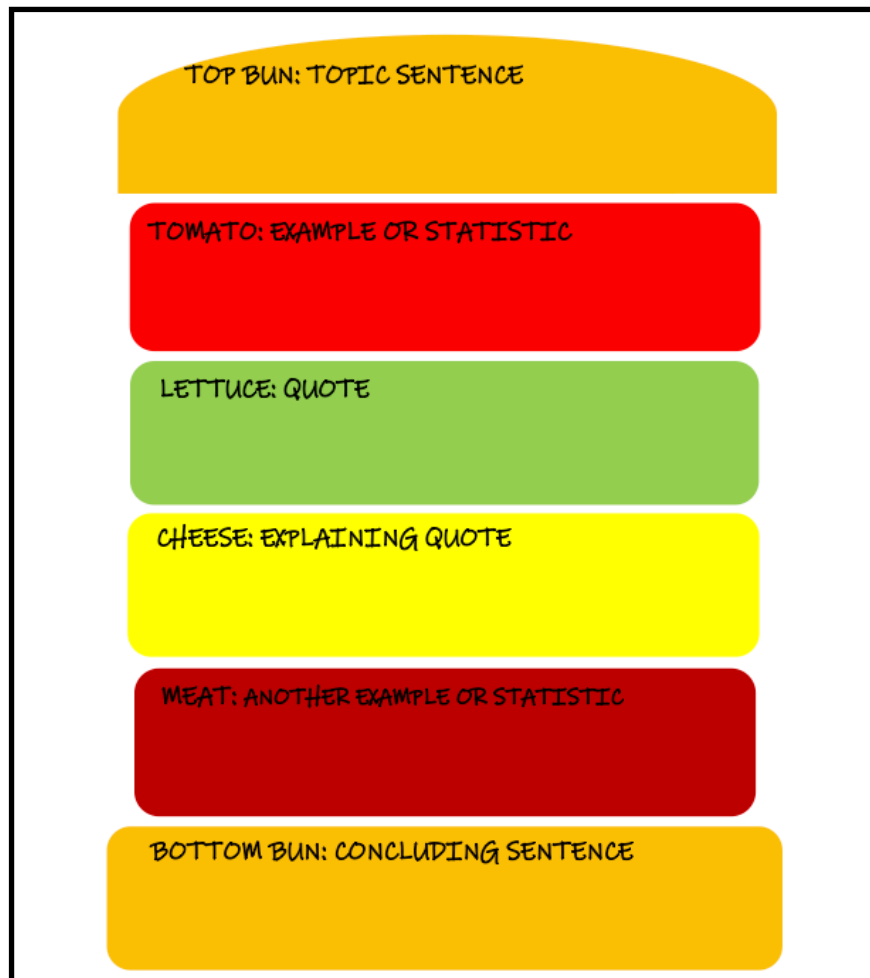 TOP BUN: TOPIC SENTENCE
TOMATO: EXAMPLE OR STATISTIC
LETTUCE: QUOTE
CHEESE: EXPLAINING QUOTE
MEAT: ANOTHER EXAMPLE OR STATISTIC
BOTTOM BUN: CONCLUDING SENTENCE